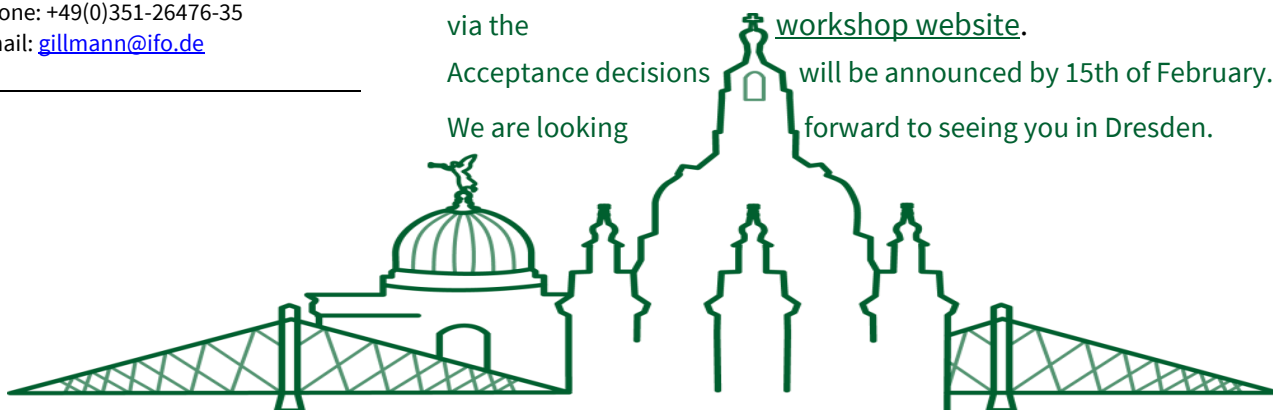 one: +49(0)351-26476-35
ail: gillmann@ifo.de
via the workshop website.
Acceptance decisions will be announced by 15th of February.
We are looking forward to seeing you in Dresden.